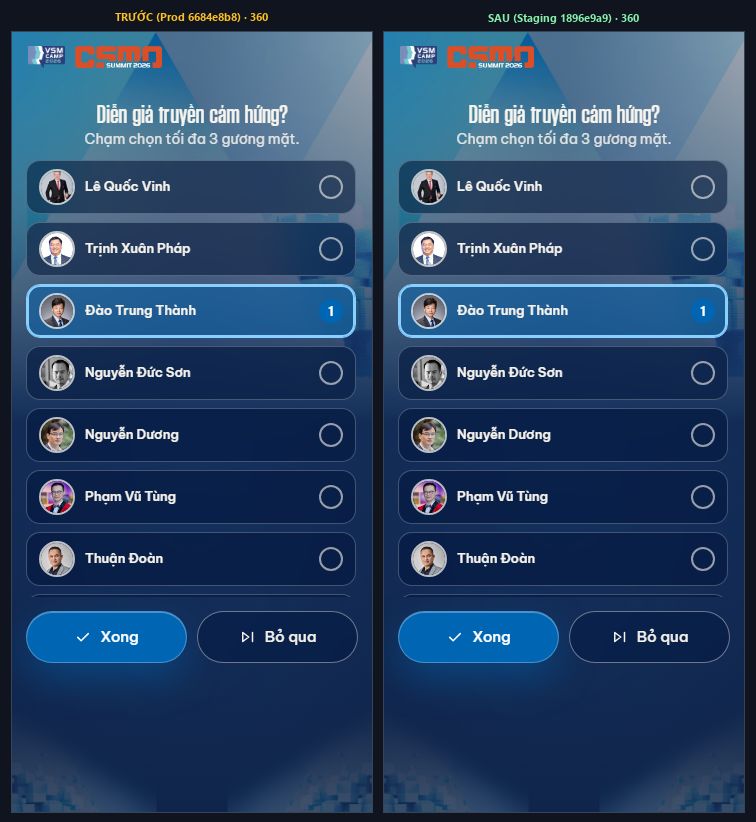 TRƯỚC (Prod 6684e8b8) · 360
VSM
CAMP
2026
CSMO
SUMMIT 2026
Diễn giả truyền cảm hứng?
Chạm chọn tối đa 3 gương mặt.
Lê Quốc Vinh
Trịnh Xuân Pháp
Đào Trung Thành
1
Nguyễn Đức Sơn
Nguyễn Dương
Phạm Vũ Tùng
Thuận Đoàn
Xong
Bỏ qua
SAU (Staging 1896e9a9) · 360
VSM
CAMP
2026
CSMO
SUMMIT 2026
Diễn giả truyền cảm hứng?
Chạm chọn tối đa 3 gương mặt.
Lê Quốc Vinh
Trịnh Xuân Pháp
Đào Trung Thành
1
Nguyễn Đức Sơn
Nguyễn Dương
Phạm Vũ Tùng
Thuận Đoàn
Xong
Bỏ qua